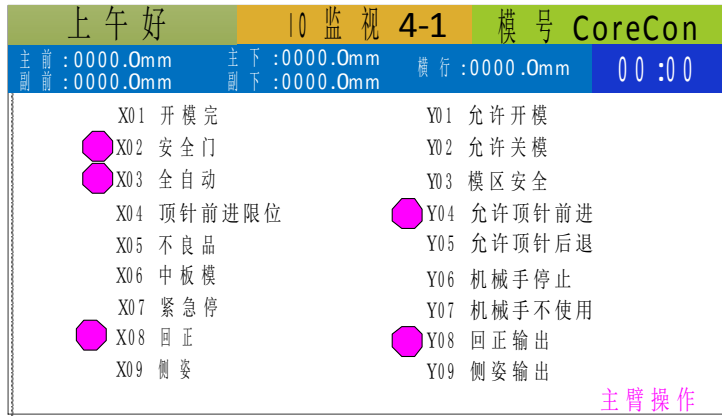 上午好 IO监视 4-1 模号 CoreCon
主前:0000.0mm 主下:0000.0mm 横行:0000.0mm 00:00
副前:0000.0mm 副下:0000.0mm
X01 开模完 Y01 允许开模
X02 安全门 Y02 允许关模
X03 全自动 Y03 模区安全
X04 顶针前进限位 Y04 允许顶针前进
X05 不良品 Y05 允许顶针后退
X06 中板模 Y06 机械手停止
X07 紧急停 Y07 机械手不使用
X08 回正 Y08 回正输出
X09 侧姿 Y09 侧姿输出
主臂操作